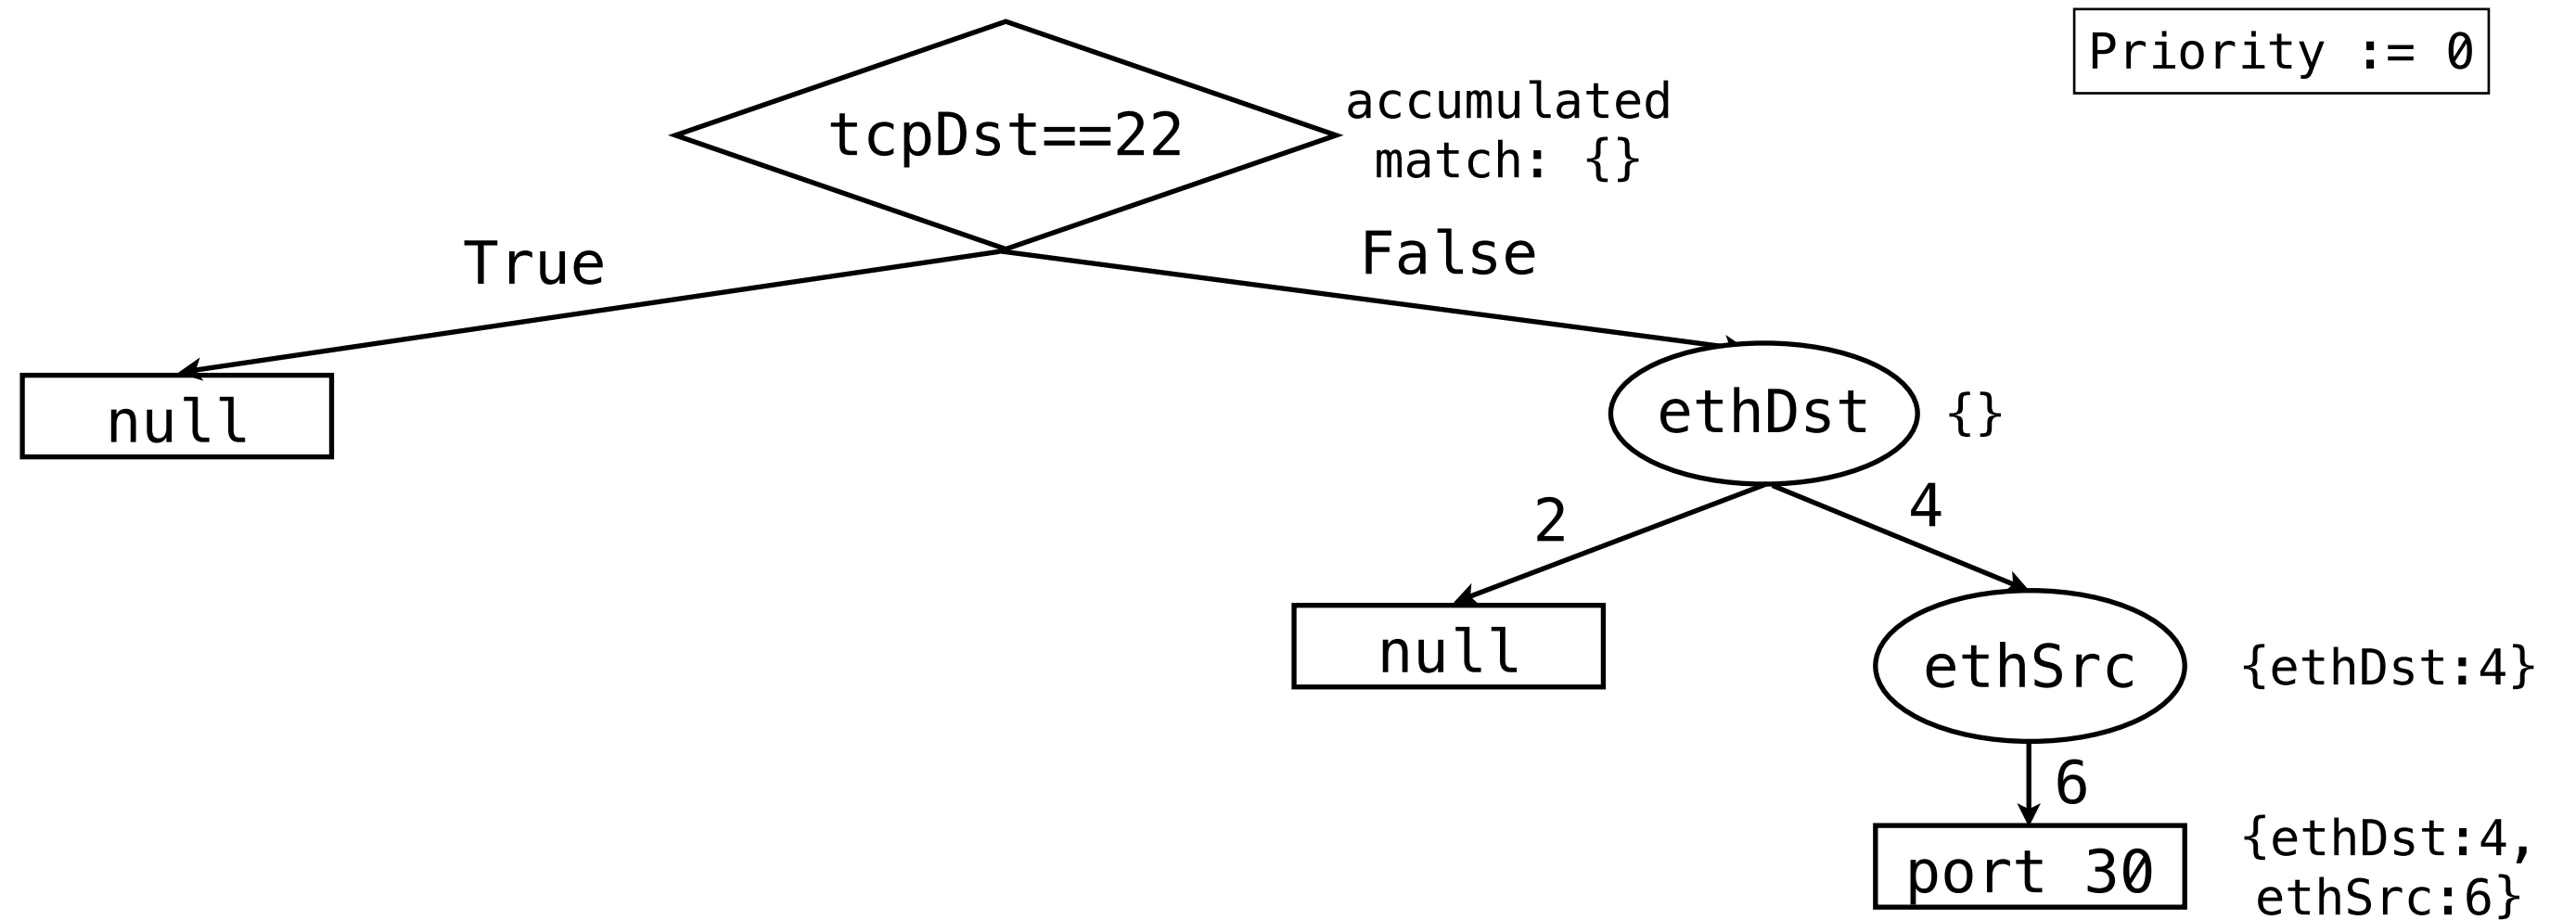 Priority := 0
tcpDst==22
accumulated
match: {}
True
False
null
ethDst
{}
2
4
null
ethSrc
{ethDst:4}
6
port 30
{ethDst:4,
ethSrc:6}